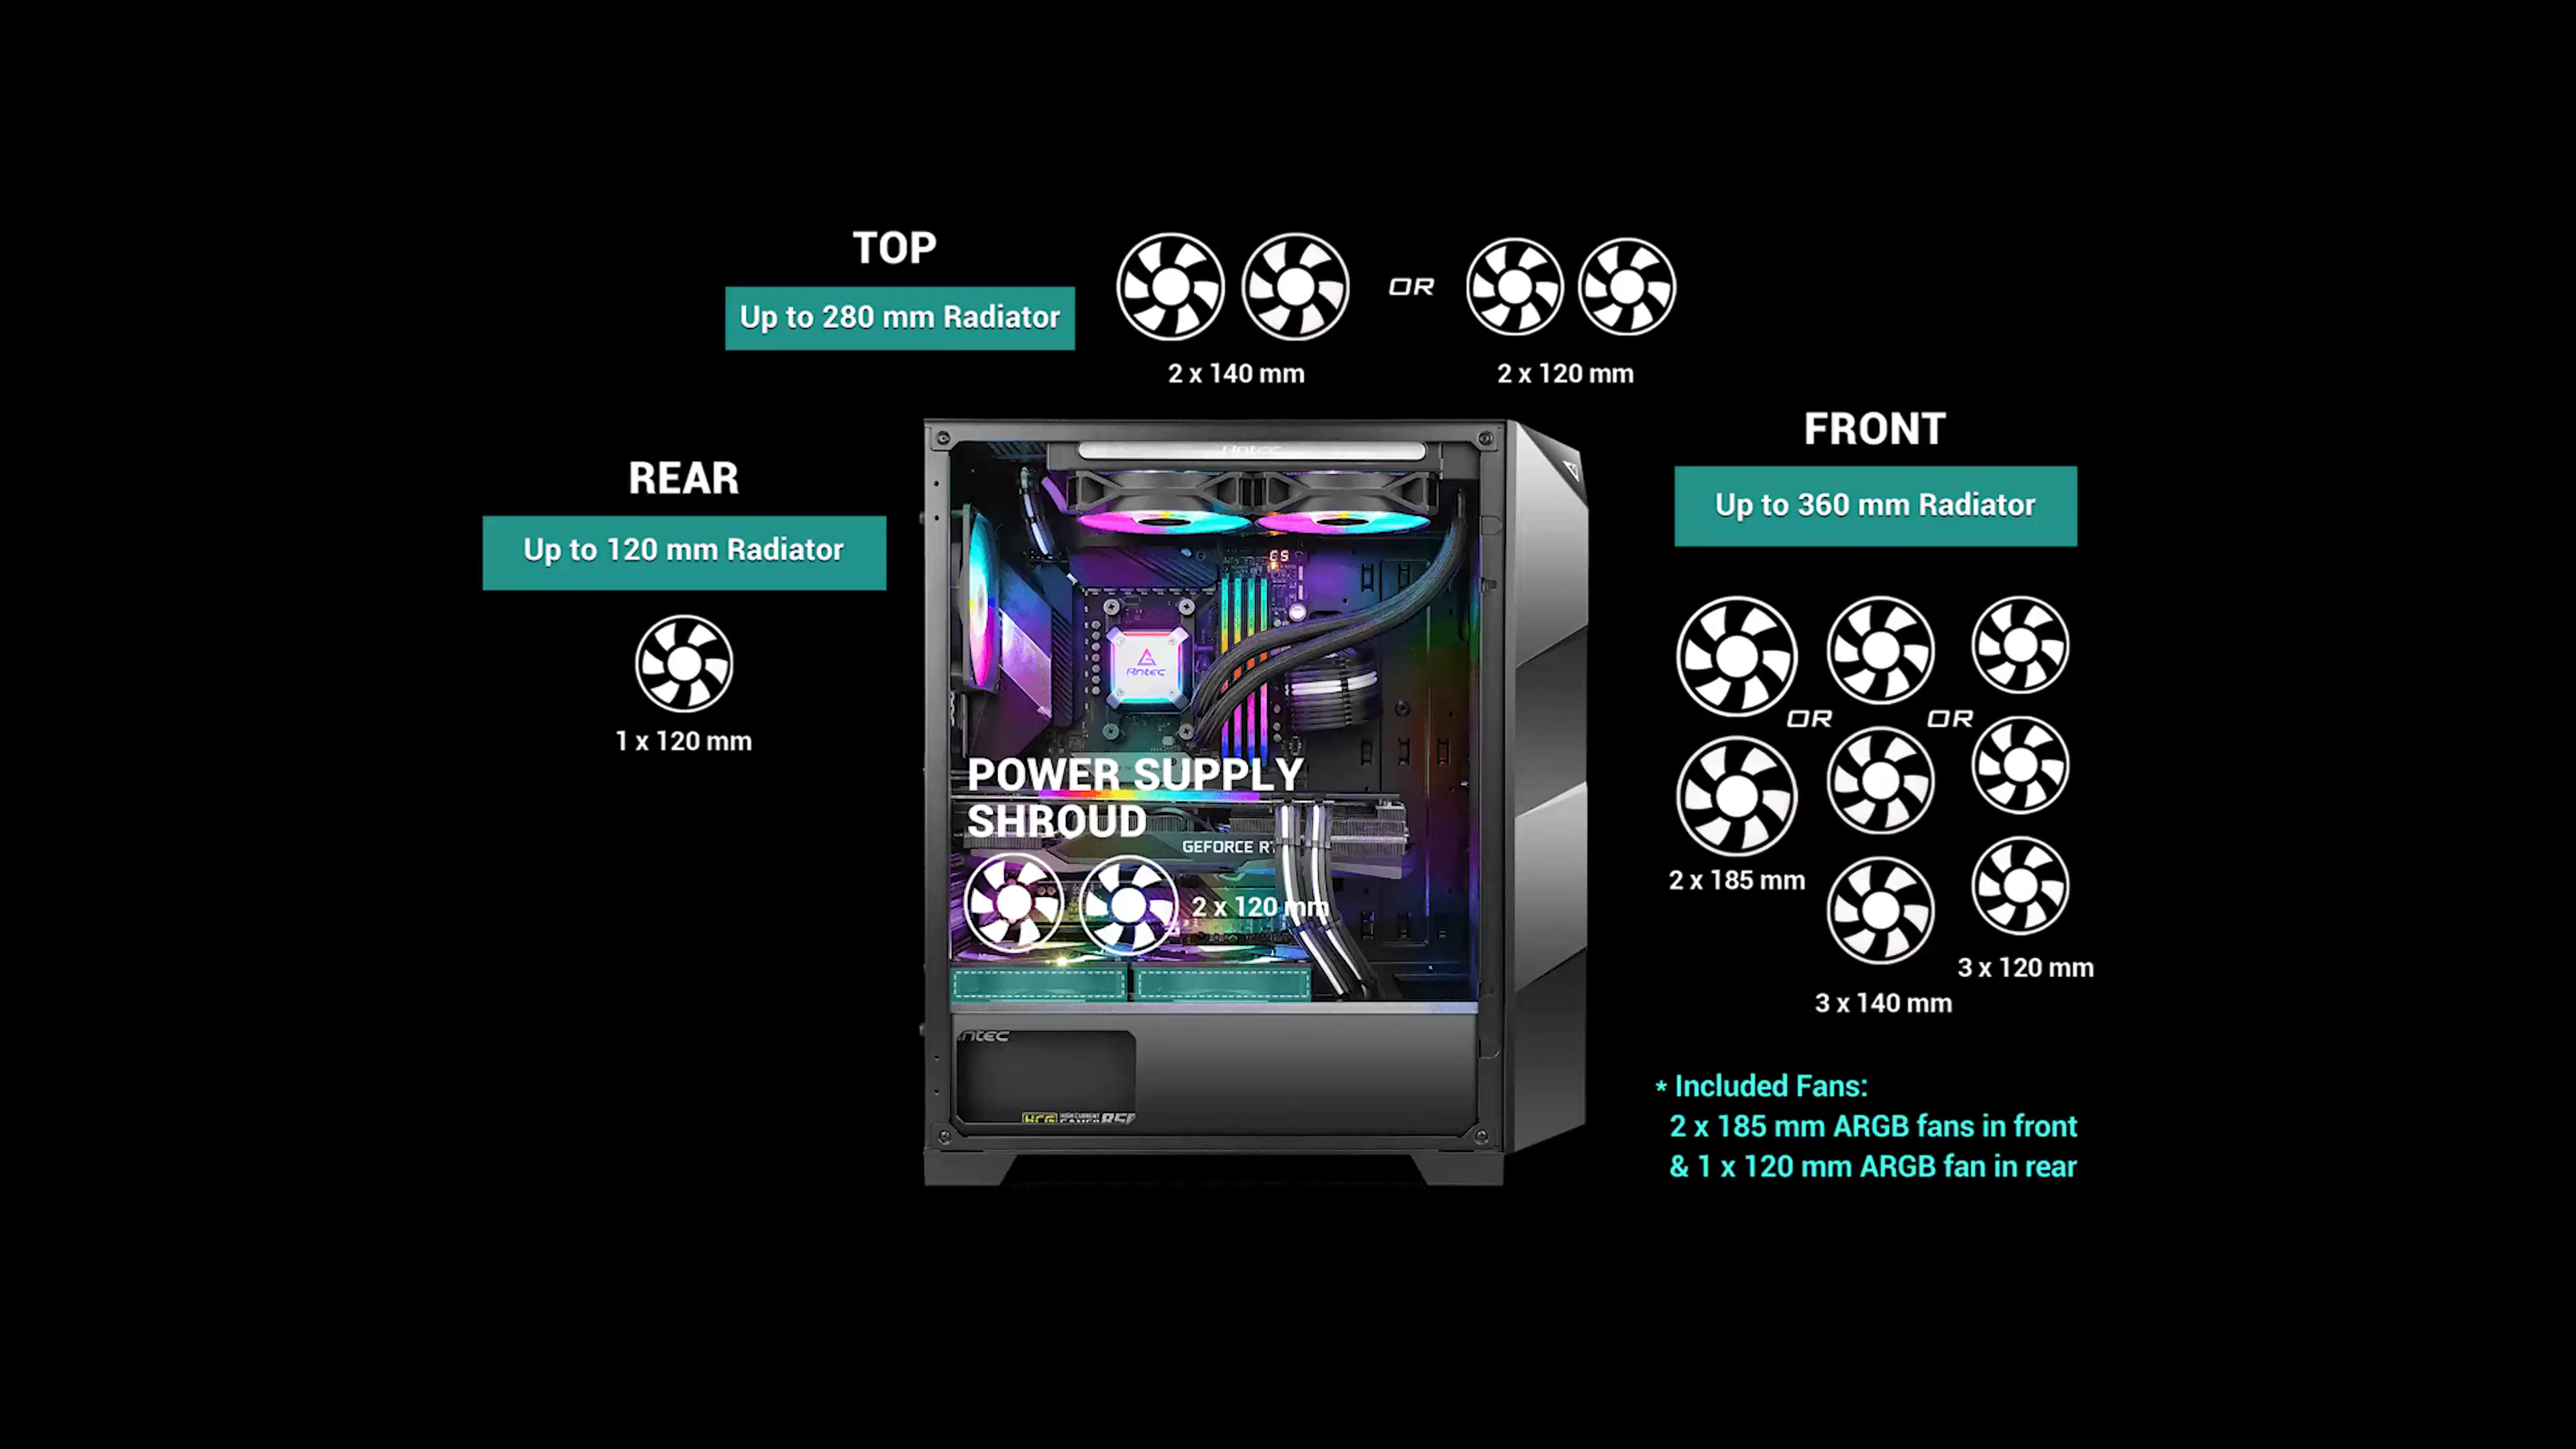 TOP
Up to 280 mm Radiator
OR
2 x 140 mm
2 x 120 mm
FRONT
Up to 360 mm Radiator
REAR
Up to 120 mm Radiator
1 x 120 mm
Antec
POWER SUPPLY
SHROUD
GEFORCE
2 x 120 mm
OR
OR
2 x 185 mm
3 x 120 mm
3 x 140 mm
* Included Fans:
2 x 185 mm ARGB fans in front
& 1 x 120 mm ARGB fan in rear
HCG